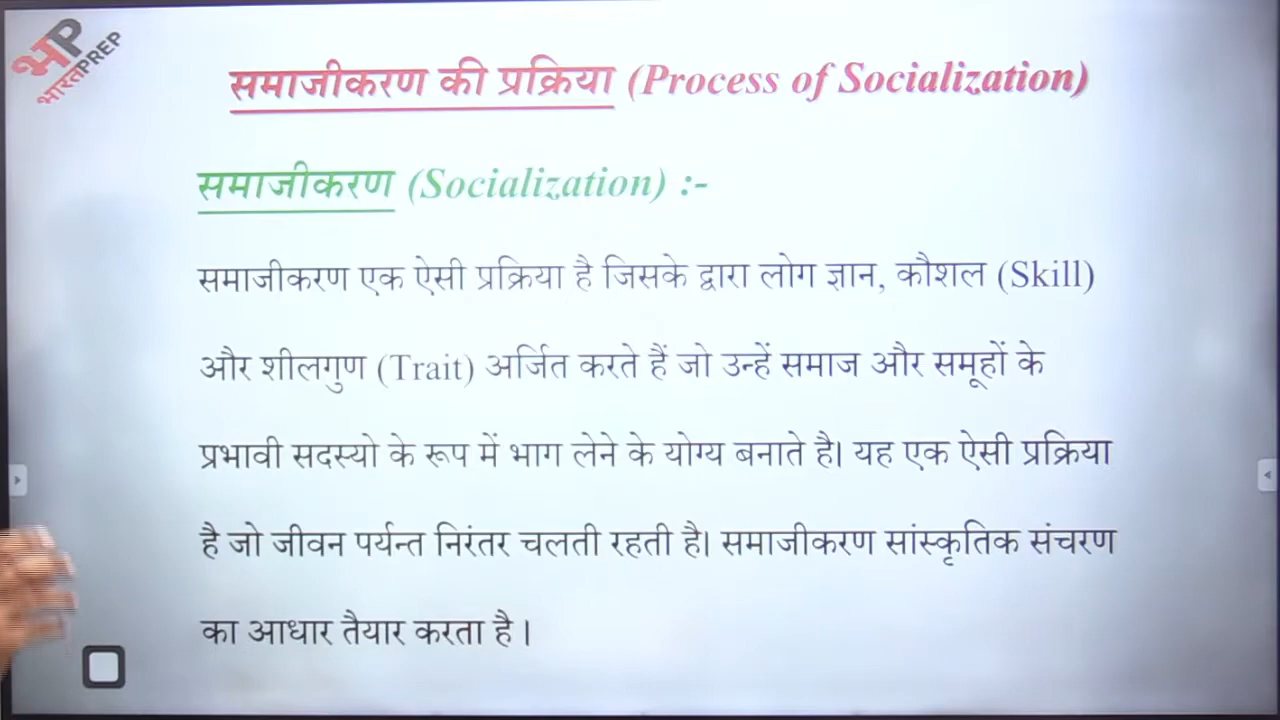 भP
भारतPREP
समाजीकरण की प्रक्रिया (Process of Socialization)
समाजीकरण (Socialization) :-
समाजीकरण एक ऐसी प्रक्रिया है जिसके द्वारा लोग ज्ञान, कौशल (Skill)
और शीलगुण (Trait) अर्जित करते हैं जो उन्हें समाज और समूहों के
प्रभावी सदस्यो के रूप में भाग लेने के योग्य बनाते है। यह एक ऐसी प्रक्रिया
है जो जीवन पर्यन्त निरंतर चलती रहती है। समाजीकरण सांस्कृतिक संचरण
का आधार तैयार करता है ।